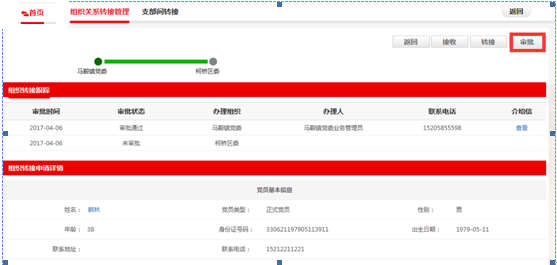 首页 组织关系转接管理 支部间转接 返回
返回 接收 转接 审批
马鞍镇党委 柯桥区委
组织转接跟踪
审批时间 审批状态 办理组织 办理人 联系电话 介绍信
2017-04-06 审批通过 马鞍镇党委 马鞍镇党委业务管理员 15205855598 查看
2017-04-06 未审批 柯桥区委
组织转接申请详情
党员基本信息
姓名： 韩林 党员类型： 正式党员 性别： 男
年龄： 38 身份证号码： 330621197905113911 出生日期： 1979-05-11
联系地址： 联系电话： 15212211221